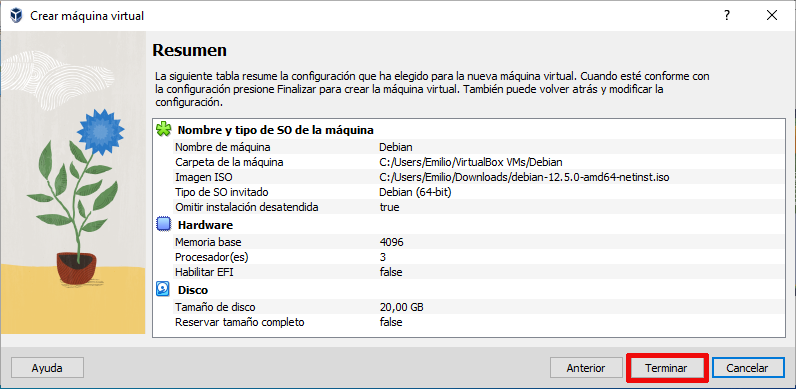 Crear máquina virtual
Resumen
La siguiente tabla resume la configuración que ha elegido para la nueva máquina virtual. Cuando esté conforme con
la configuración presione Finalizar para crear la máquina virtual. También puede volver atrás y modificar la
configuración.
Nombre y tipo de SO de la máquina
Nombre de máquina Debian
Carpeta de la máquina C:/Users/Emilio/VirtualBox VMs/Debian
Imagen ISO C:/Users/Emilio/Downloads/debian-12.5.0-amd64-netinst.iso
Tipo de SO invitado Debian (64-bit)
Omitir instalación desatendida true
Hardware
Memoria base 4096
Procesador(es) 3
Habilitar EFI false
Disco
Tamaño de disco 20,00 GB
Reservar tamaño completo false
Ayuda Anterior Terminar Cancelar